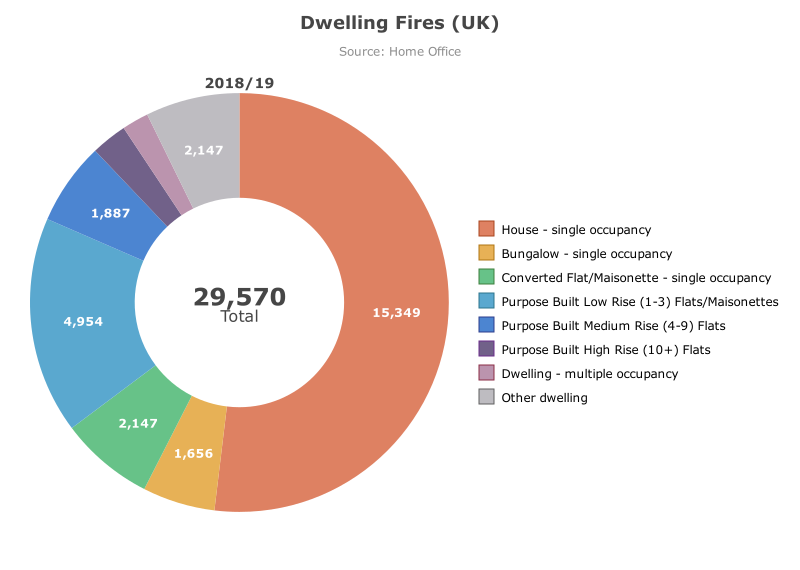 Dwelling Fires (UK)
Source: Home Office
2018/19
2,147
15,349
1,887
4,954
2,147
1,656
29,570
Total
House - single occupancy
Bungalow - single occupancy
Converted Flat/Maisonette - single occupancy
Purpose Built Low Rise (1-3) Flats/Maisonettes
Purpose Built Medium Rise (4-9) Flats
Purpose Built High Rise (10+) Flats
Dwelling - multiple occupancy
Other dwelling